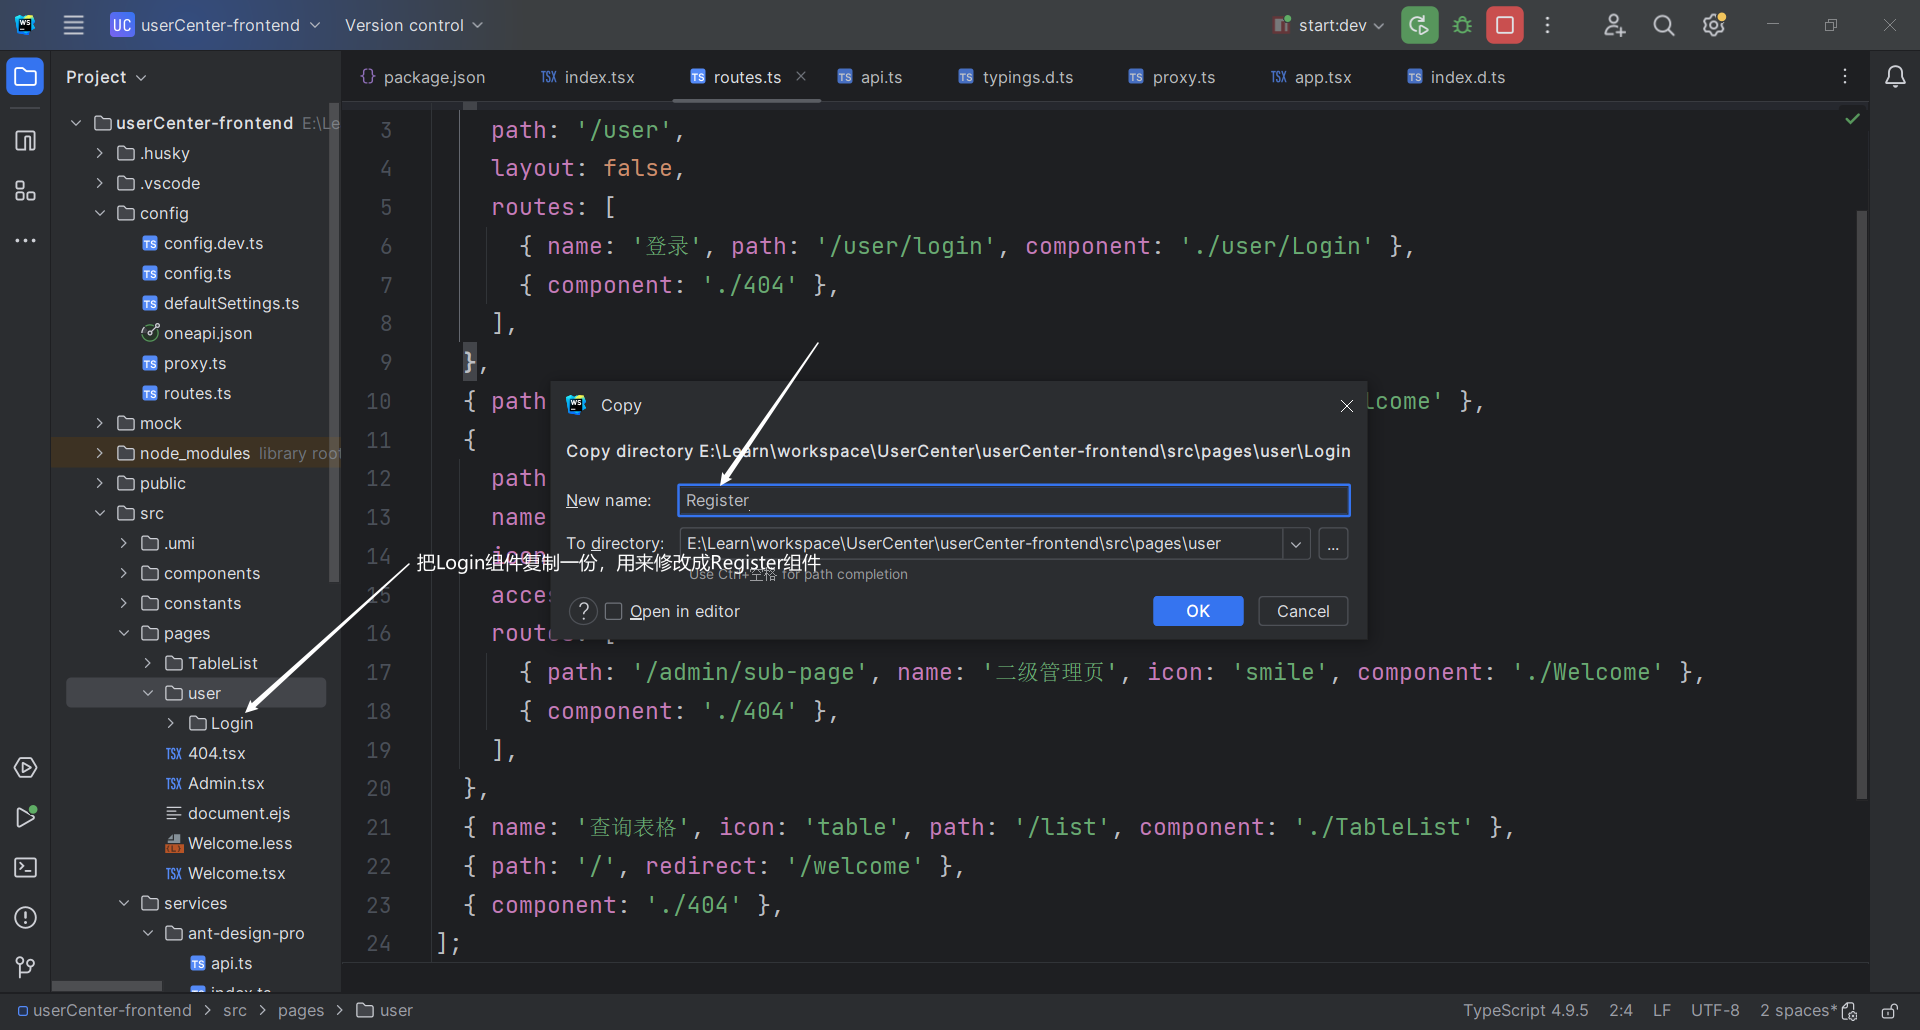 UC userCenter-frontend Version control start:dev
Project
package.json index.tsx routes.ts api.ts typings.d.ts proxy.ts app.tsx index.d.ts
userCenter-frontend E:\Le
.husky
.vscode
config
config.dev.ts
config.ts
defaultSettings.ts
oneapi.json
proxy.ts
routes.ts
mock
node_modules library root
public
src
.umi
components
constants
pages
TableList
user
Login
404.tsx
Admin.tsx
document.ejs
Welcome.less
Welcome.tsx
services
ant-design-pro
api.ts
index.ts
3 path: '/user',
4 layout: false,
5 routes: [
6 { name: '登录', path: '/user/login', component: './user/Login' },
7 { component: './404' },
8 ],
9 },
10 { path lcome' },
11 {
12 path
13 name
14 icon
15 acces
16 routes: [
17 { path: '/admin/sub-page', name: '二级管理页', icon: 'smile', component: './Welcome' },
18 { component: './404' },
19 ],
20 },
21 { name: '查询表格', icon: 'table', path: '/list', component: './TableList' },
22 { path: '/', redirect: '/welcome' },
23 { component: './404' },
24 ];
Copy
Copy directory E:\Learn\workspace\UserCenter\userCenter-frontend\src\pages\user\Login
New name: Register
To directory: E:\Learn\workspace\UserCenter\userCenter-frontend\src\pages\user ...
Use Ctrl+空格 for path completion
? Open in editor OK Cancel
把Login组件复制一份，用来修改成Register组件
userCenter-frontend > src > pages > user TypeScript 4.9.5 2:4 LF UTF-8 2 spaces*